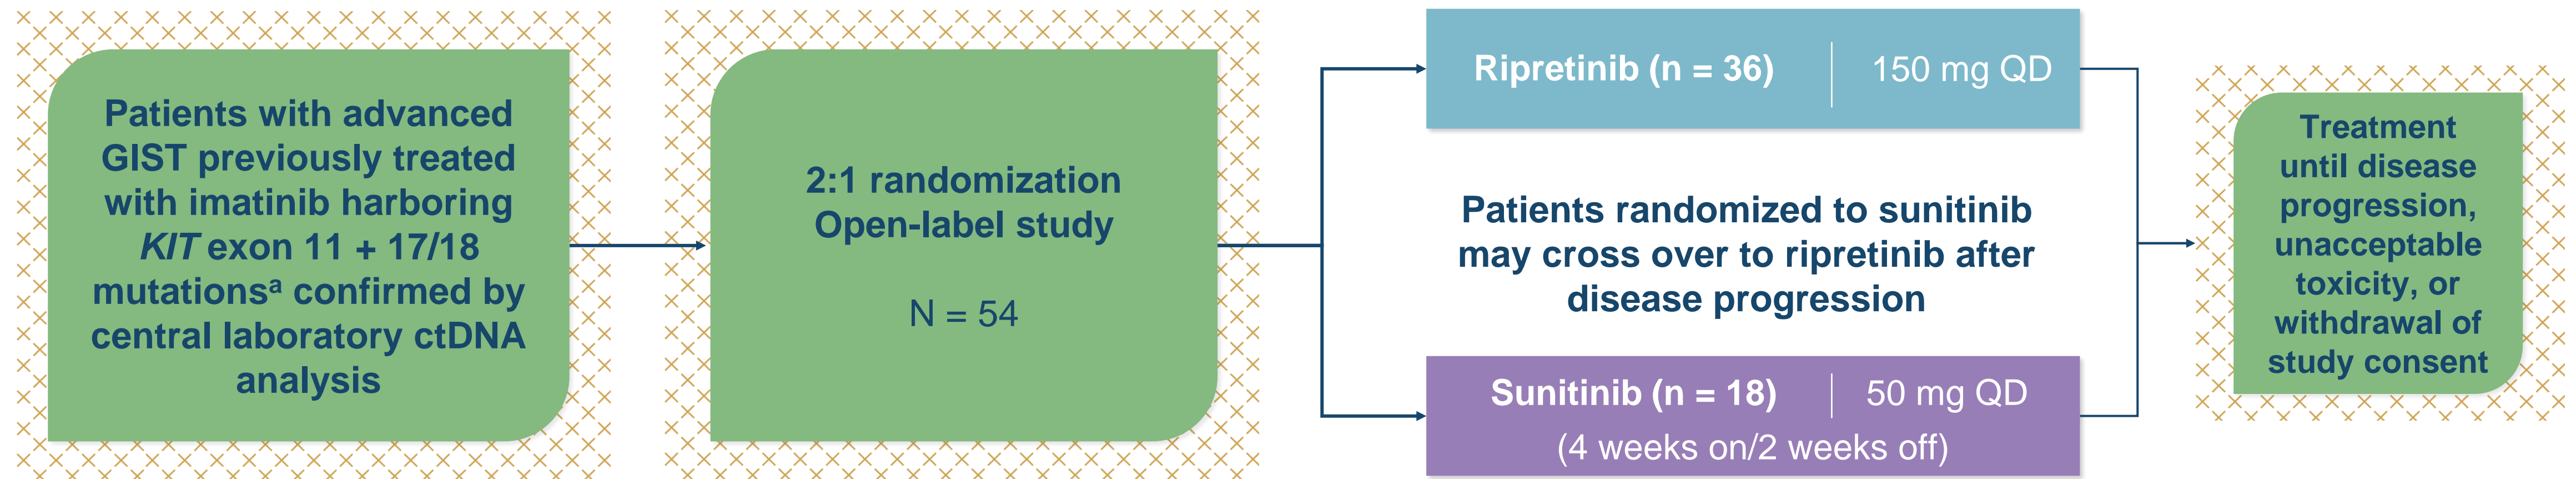 Patients with advanced
GIST previously treated
with imatinib harboring
KIT exon 11 + 17/18
mutationsᵃ confirmed by
central laboratory ctDNA
analysis
2:1 randomization
Open-label study
N = 54
Ripretinib (n = 36) 150 mg QD
Patients randomized to sunitinib
may cross over to ripretinib after
disease progression
Sunitinib (n = 18) 50 mg QD
(4 weeks on/2 weeks off)
Treatment
until disease
progression,
unacceptable
toxicity, or
withdrawal of
study consent